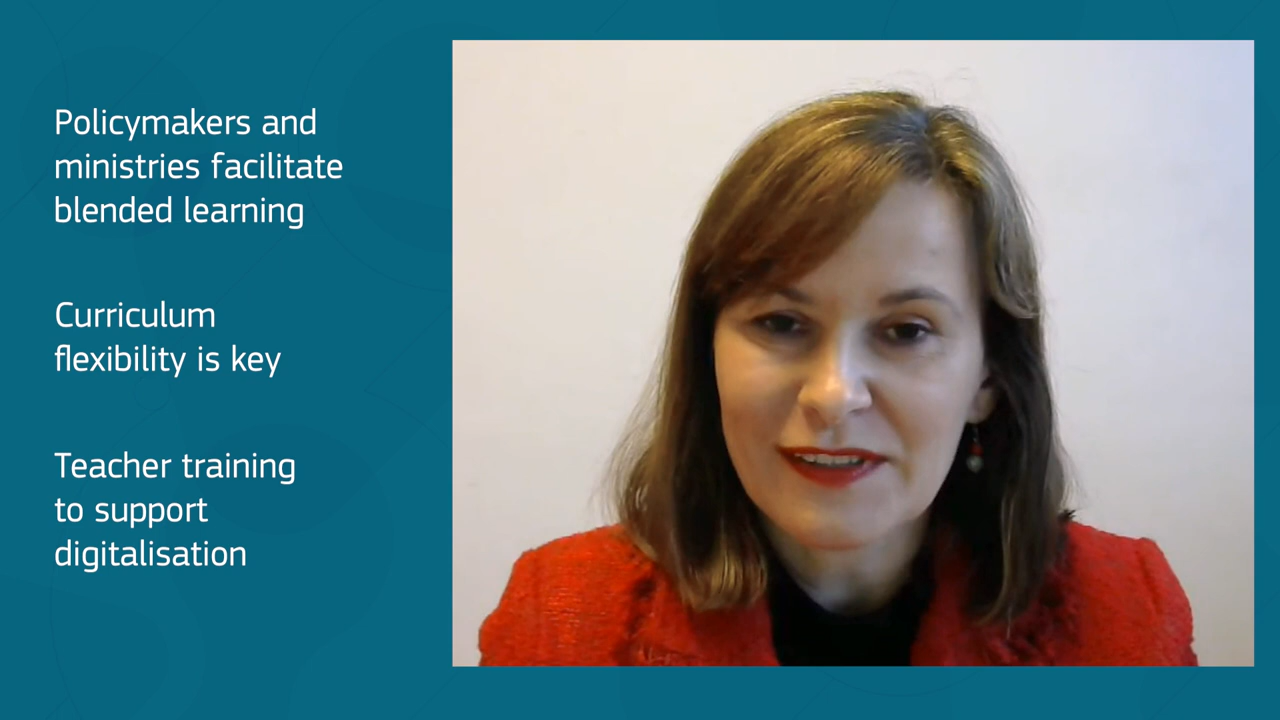 Policymakers and
ministries facilitate
blended learning
Curriculum
flexibility is key
Teacher training
to support
digitalisation